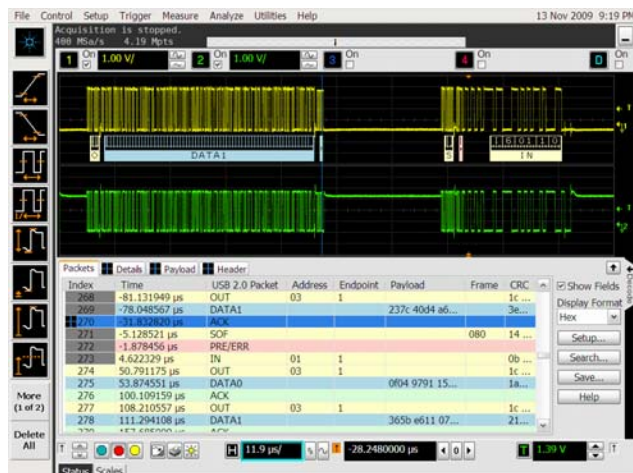 File Control Setup Trigger Measure Analyze Utilities Help 13 Nov 2009 9:19 PM
Acquisition is stopped.
400 MSa/s 4.19 Mpts
1 On 1.00 V/ 2 On 1.00 V/ 3 On 4 On D On
O DATA1 S I N
Packets Details Payload Header
Index Time USB 2.0 Packet Address Endpoint Payload Frame CRC
268 -81.131949 µs OUT 03 1 1c ...
269 -78.048567 µs DATA1 237c 40d4 a6... 3e...
270 -31.832820 µs ACK
271 -5.128521 µs SOF 080 14 ...
272 -1.878456 µs PRE/ERR
273 4.622329 µs IN 01 1 0b ...
274 50.791175 µs OUT 03 1 1c ...
275 53.874551 µs DATA0 0f04 9791 15... 1a...
276 100.109159 µs ACK
277 108.210557 µs OUT 03 1 1c ...
278 111.294108 µs DATA1 365b e611 07... 21...
Show Fields
Display Format
Hex
Setup...
Search...
Save...
Help
Decode
More
(1 of 2)
Delete
All
H 11.9 µs/ -28.2480000 µs 0 T 1.39 V
Status Scales